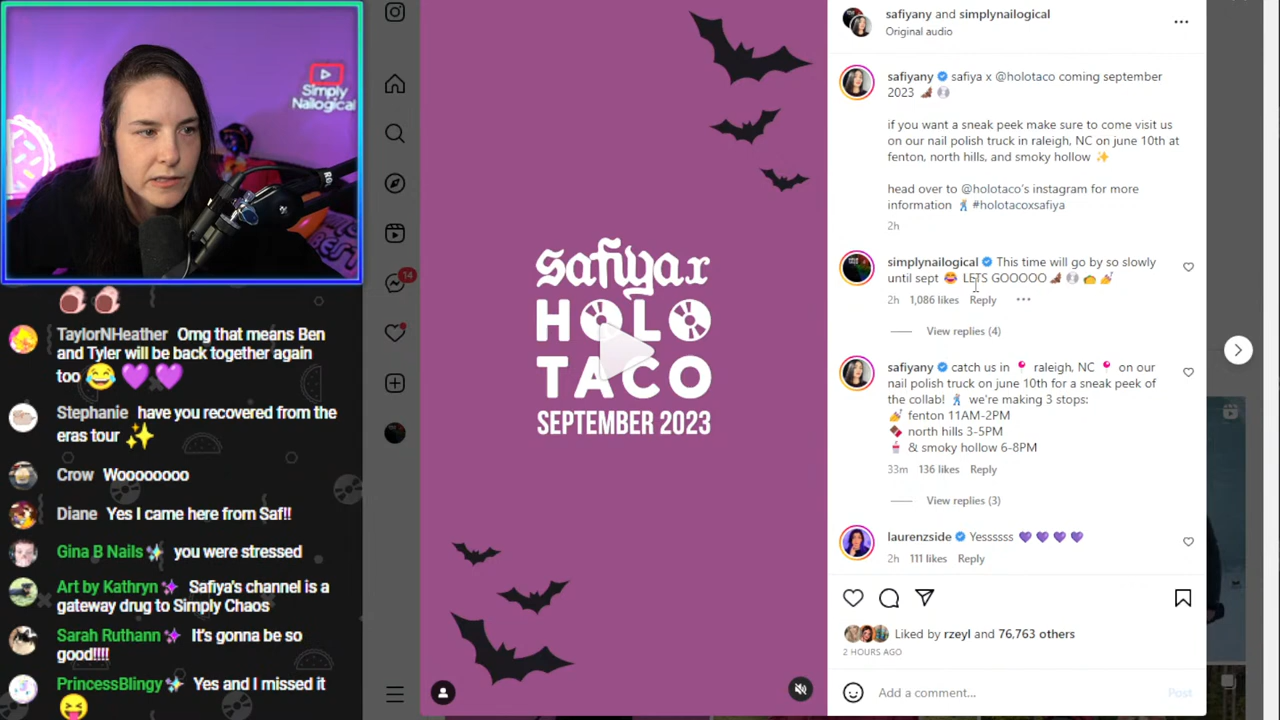 Simply
Nailogical
TaylorNHeather Omg that means Ben
and Tyler will be back together again
too 😂💜💜
Stephanie have you recovered from the
eras tour ✨
Crow Woooooooo
Diane Yes I came here from Saf!!
Gina B Nails you were stressed
Art by Kathryn Safiya's channel is a
gateway drug to Simply Chaos
Sarah Ruthann It's gonna be so
good!!!!
PrincessBlingy Yes and I missed it
😝
14
safiya x
HOLO
TACO
SEPTEMBER 2023
safiyany and simplynailogical
Original audio
safiyany safiya x @holotaco coming september
2023
if you want a sneak peek make sure to come visit us
on our nail polish truck in raleigh, NC on june 10th at
fenton, north hills, and smoky hollow ✨
head over to @holotaco's instagram for more
information #holotacoxsafiya
2h
simplynailogical This time will go by so slowly
until sept 😂 LETS GOOOOO 💿 🌮 💅
2h 1,086 likes Reply
View replies (4)
safiyany catch us in 📍 raleigh, NC 📍 on our
nail polish truck on june 10th for a sneak peek of
the collab! we're making 3 stops:
💅 fenton 11AM-2PM
🍫 north hills 3-5PM
& smoky hollow 6-8PM
33m 136 likes Reply
View replies (3)
laurenzside Yesssss 💜 💜 💜 💜
2h 111 likes Reply
Liked by rzeyl and 76,763 others
2 HOURS AGO
Add a comment...
Post